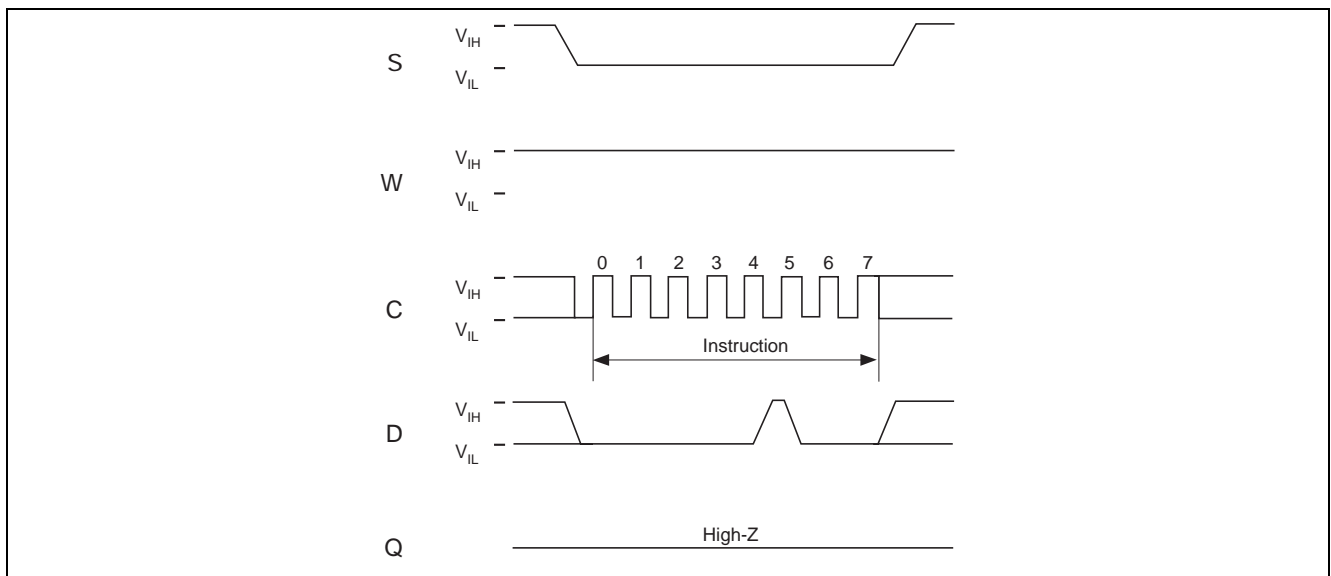 S
V_IH
V_IL
W
V_IH
V_IL
C
V_IH
V_IL
0 1 2 3 4 5 6 7
Instruction
D
V_IH
V_IL
Q
High-Z